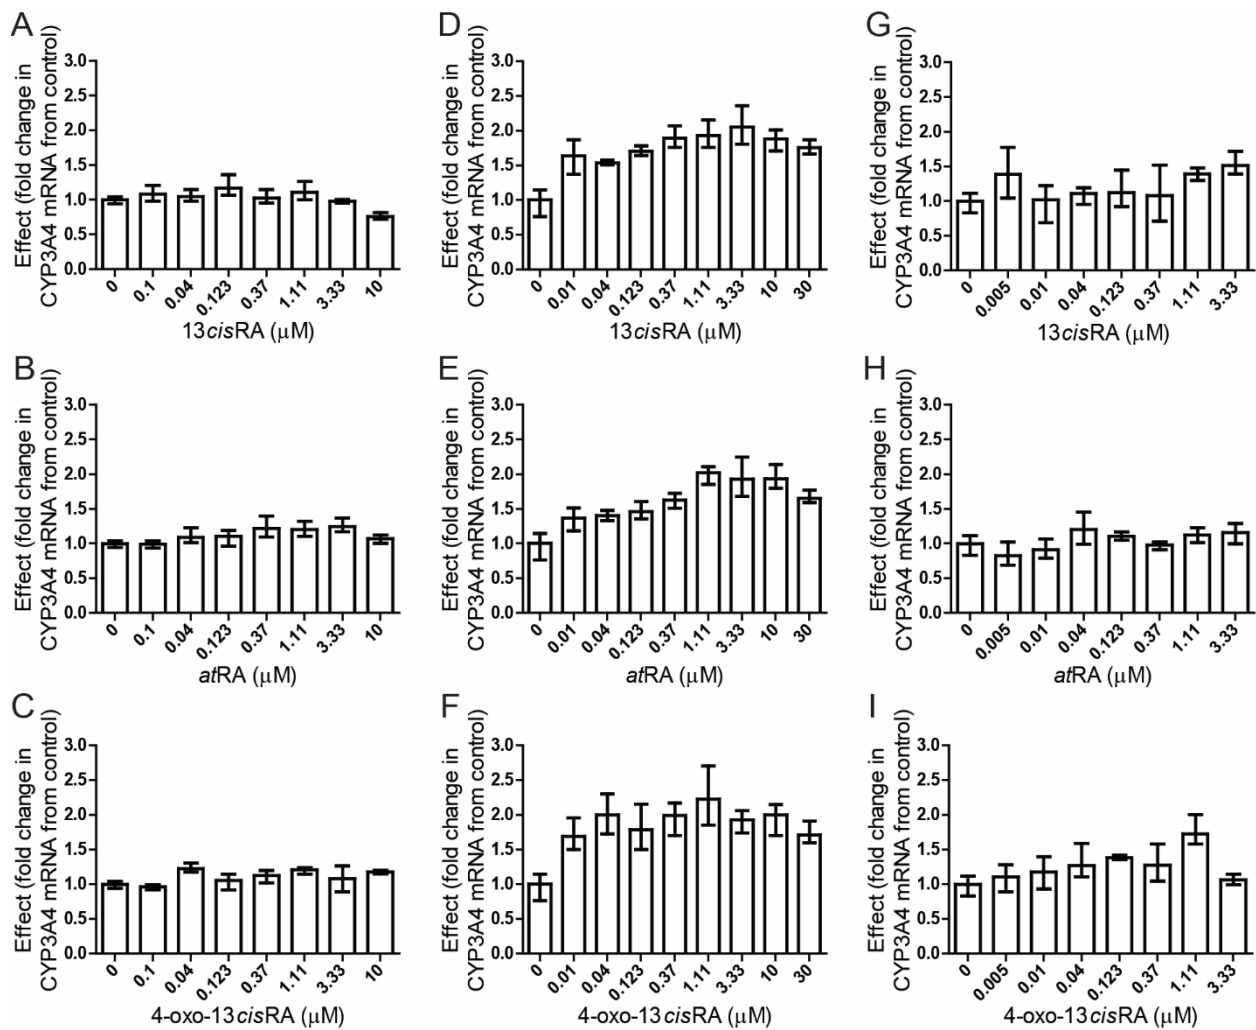 A
Effect (fold change in
CYP3A4 mRNA from control)
3.0
2.5
2.0
1.5
1.0
0.5
0.0
0 0.1 0.04 0.123 0.37 1.11 3.33 10
13cisRA (μM)
D
Effect (fold change in
CYP3A4 mRNA from control)
3.0
2.5
2.0
1.5
1.0
0.5
0.0
0 0.01 0.04 0.123 0.37 1.11 3.33 10 30
13cisRA (μM)
G
Effect (fold change in
CYP3A4 mRNA from control)
3.0
2.5
2.0
1.5
1.0
0.5
0.0
0 0.005 0.01 0.04 0.123 0.37 1.11 3.33
13cisRA (μM)
B
Effect (fold change in
CYP3A4 mRNA from control)
3.0
2.5
2.0
1.5
1.0
0.5
0.0
0 0.1 0.04 0.123 0.37 1.11 3.33 10
atRA (μM)
E
Effect (fold change in
CYP3A4 mRNA from control)
3.0
2.5
2.0
1.5
1.0
0.5
0.0
0 0.01 0.04 0.123 0.37 1.11 3.33 10 30
atRA (μM)
H
Effect (fold change in
CYP3A4 mRNA from control)
3.0
2.5
2.0
1.5
1.0
0.5
0.0
0 0.005 0.01 0.04 0.123 0.37 1.11 3.33
atRA (μM)
C
Effect (fold change in
CYP3A4 mRNA from control)
3.0
2.5
2.0
1.5
1.0
0.5
0.0
0 0.1 0.04 0.123 0.37 1.11 3.33 10
4-oxo-13cisRA (μM)
F
Effect (fold change in
CYP3A4 mRNA from control)
3.0
2.5
2.0
1.5
1.0
0.5
0.0
0 0.01 0.04 0.123 0.37 1.11 3.33 10 30
4-oxo-13cisRA (μM)
I
Effect (fold change in
CYP3A4 mRNA from control)
3.0
2.5
2.0
1.5
1.0
0.5
0.0
0 0.005 0.01 0.04 0.123 0.37 1.11 3.33
4-oxo-13cisRA (μM)